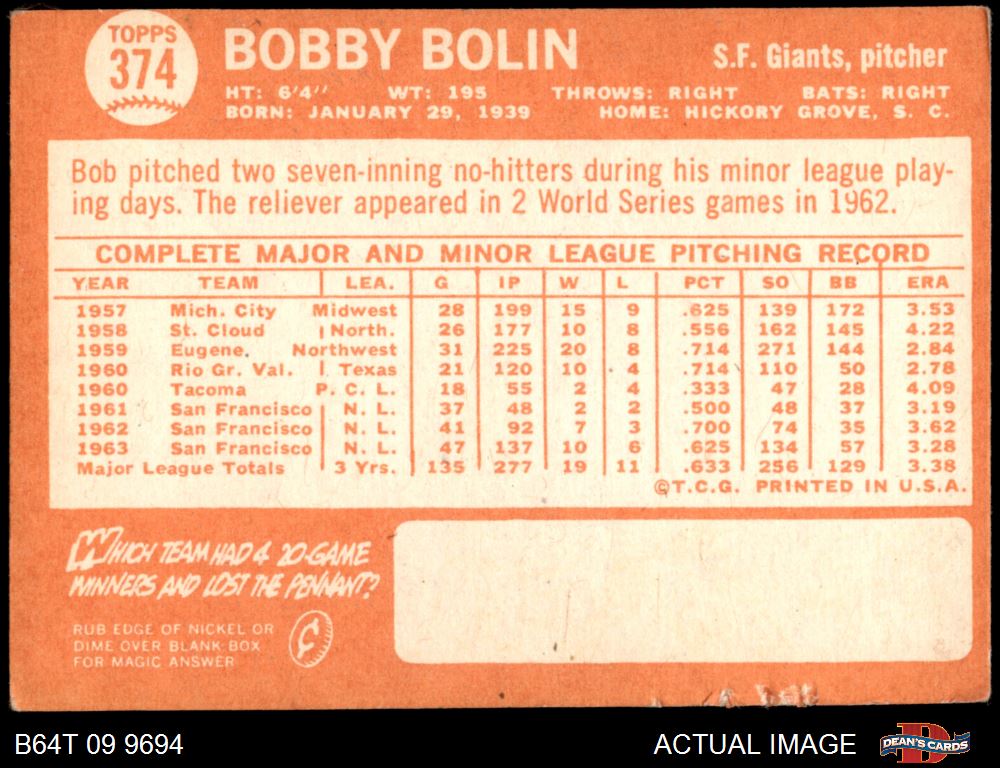 TOPPS
374
BOBBY BOLIN
S.F. Giants, pitcher
HT: 6'4" WT: 195 THROWS: RIGHT BATS: RIGHT
BORN: JANUARY 29, 1939 HOME: HICKORY GROVE, S. C.
Bob pitched two seven-inning no-hitters during his minor league play-
ing days. The reliever appeared in 2 World Series games in 1962.
COMPLETE MAJOR AND MINOR LEAGUE PITCHING RECORD
YEAR TEAM LEA. G IP W L PCT SO BB ERA
1957 Mich. City Midwest 28 199 15 9 .625 139 172 3.53
1958 St. Cloud North. 26 177 10 8 .556 162 145 4.22
1959 Eugene. Northwest 31 225 20 8 .714 271 144 2.84
1960 Rio Gr. Val. Texas 21 120 10 4 .714 110 50 2.78
1960 Tacoma P. C. L. 18 55 2 4 .333 47 28 4.09
1961 San Francisco N. L. 37 48 2 2 .500 48 37 3.19
1962 San Francisco N. L. 41 92 7 3 .700 74 35 3.62
1963 San Francisco N. L. 47 137 10 6 .625 134 57 3.28
Major League Totals 3 Yrs. 135 277 19 11 .633 256 129 3.38
©T.C.G. PRINTED IN U.S.A.
WHICH TEAM HAD 4 20-GAME
WINNERS AND LOST THE PENNANT?
RUB EDGE OF NICKEL OR
DIME OVER BLANK BOX
FOR MAGIC ANSWER
¢
B64T 09 9694
ACTUAL IMAGE
DEAN'S CARDS